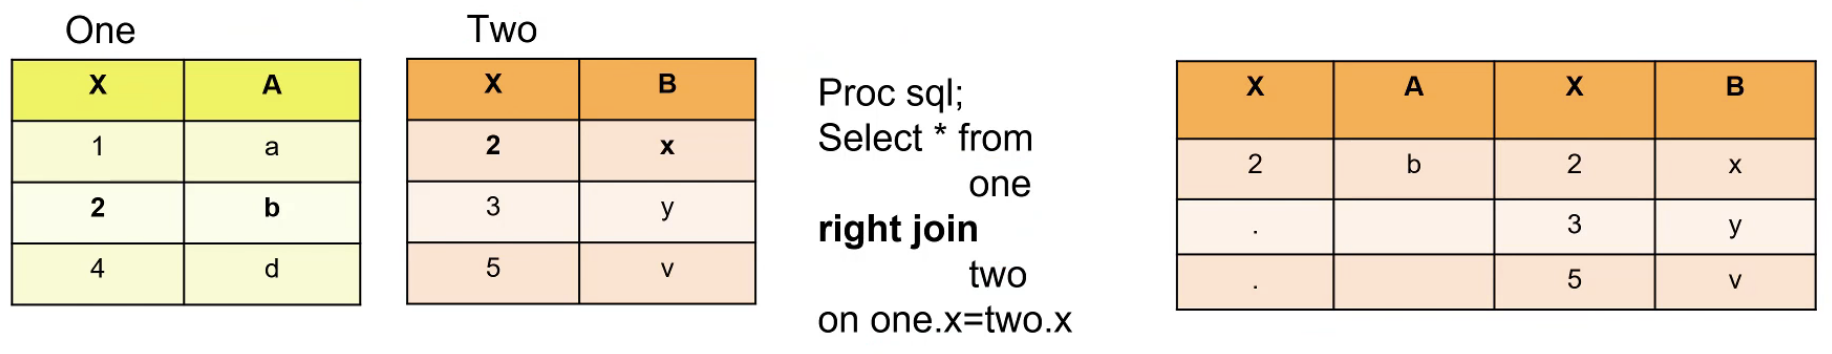 One
X A
1 a
2 b
4 d
Two
X B
2 x
3 y
5 v
Proc sql;
Select * from
one
right join
two
on one.x=two.x
X A X B
2 b 2 x
. 3 y
. 5 v